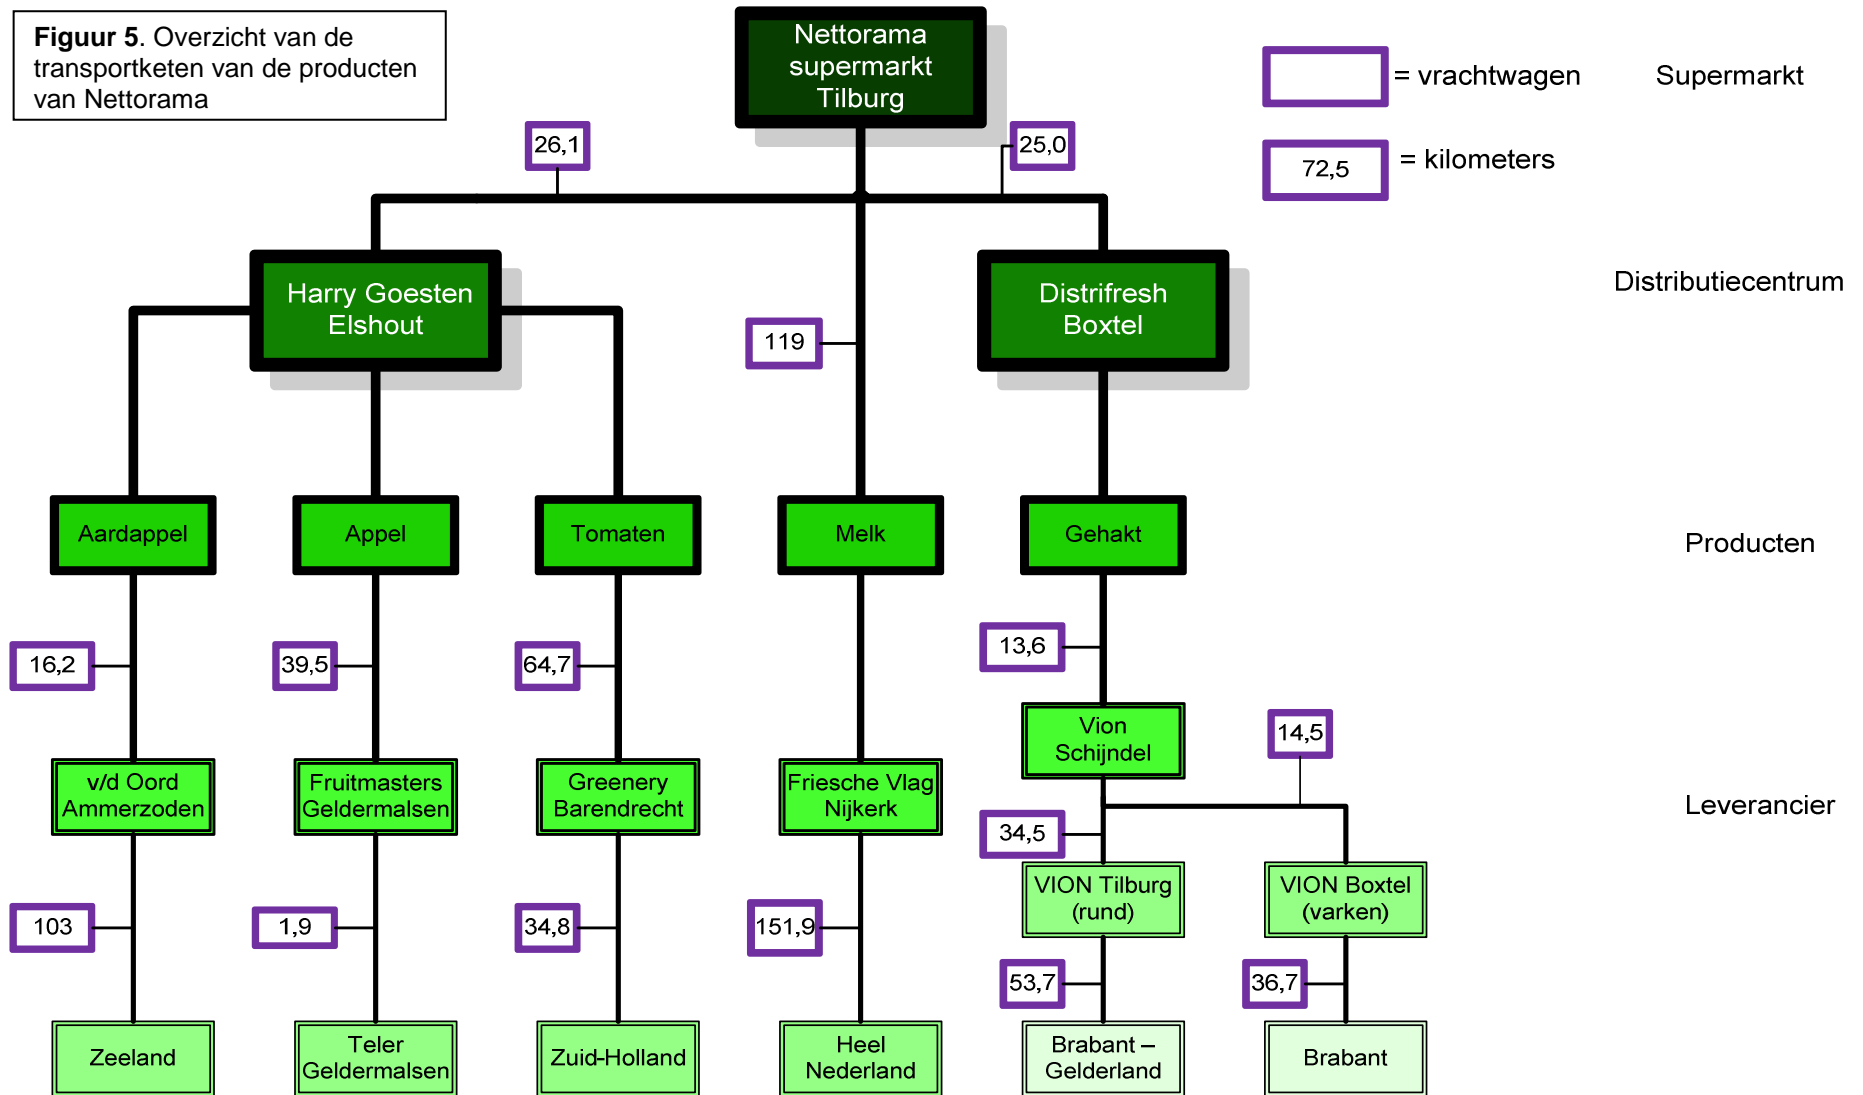 Figuur 5. Overzicht van de
transportketen van de producten
van Nettorama
Nettorama
supermarkt
Tilburg
= vrachtwagen
Supermarkt
72,5
= kilometers
26,1
25,0
Harry Goesten
Elshout
119
Distrifresh
Boxtel
Distributiecentrum
Aardappel
Appel
Tomaten
Melk
Gehakt
Producten
16,2
39,5
64,7
13,6
v/d Oord
Ammerzoden
Fruitmasters
Geldermalsen
Greenery
Barendrecht
Friesche Vlag
Nijkerk
Vion
Schijndel
14,5
Leverancier
34,5
VION Tilburg
(rund)
VION Boxtel
(varken)
103
1,9
34,8
151,9
53,7
36,7
Zeeland
Teler
Geldermalsen
Zuid-Holland
Heel
Nederland
Brabant –
Gelderland
Brabant